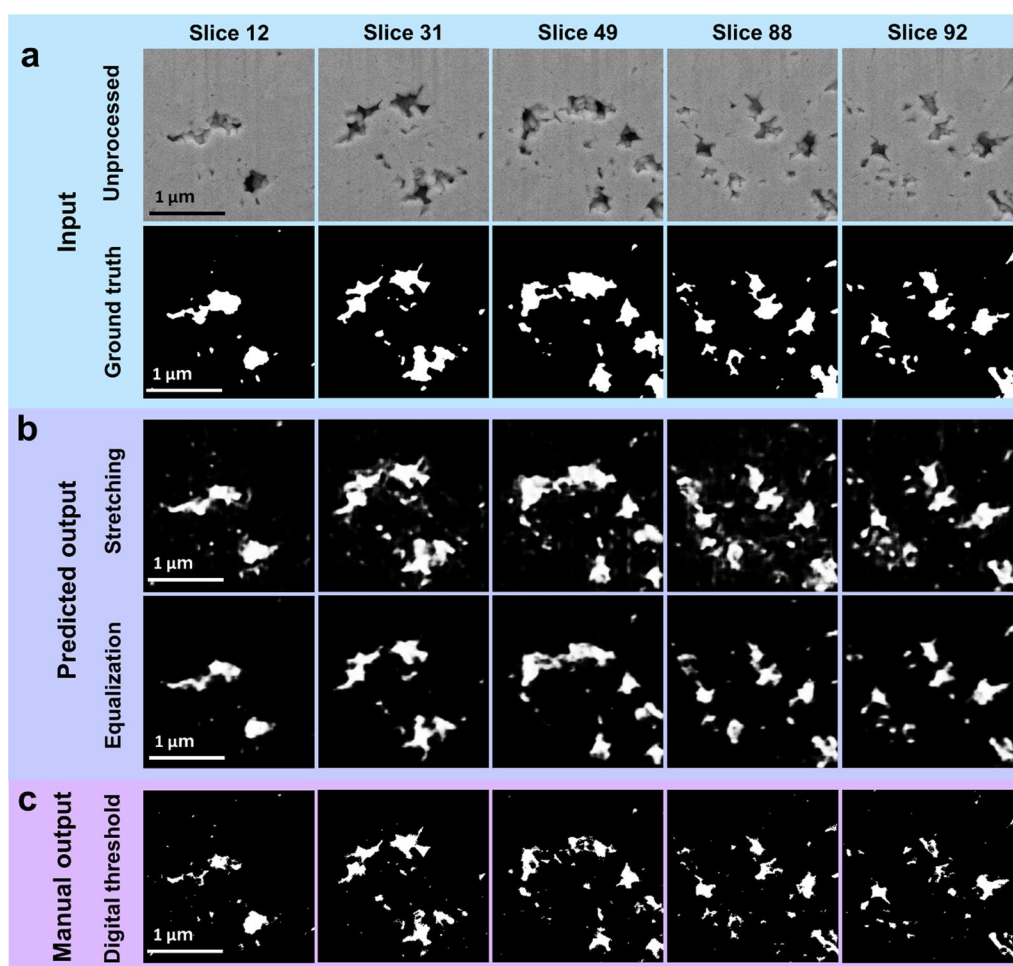 Slice 12 Slice 31 Slice 49 Slice 88 Slice 92
a
Input
Unprocessed
1 µm
Ground truth
1 µm
b
Predicted output
Stretching
1 µm
Equalization
1 µm
c
Manual output
Digital threshold
1 µm